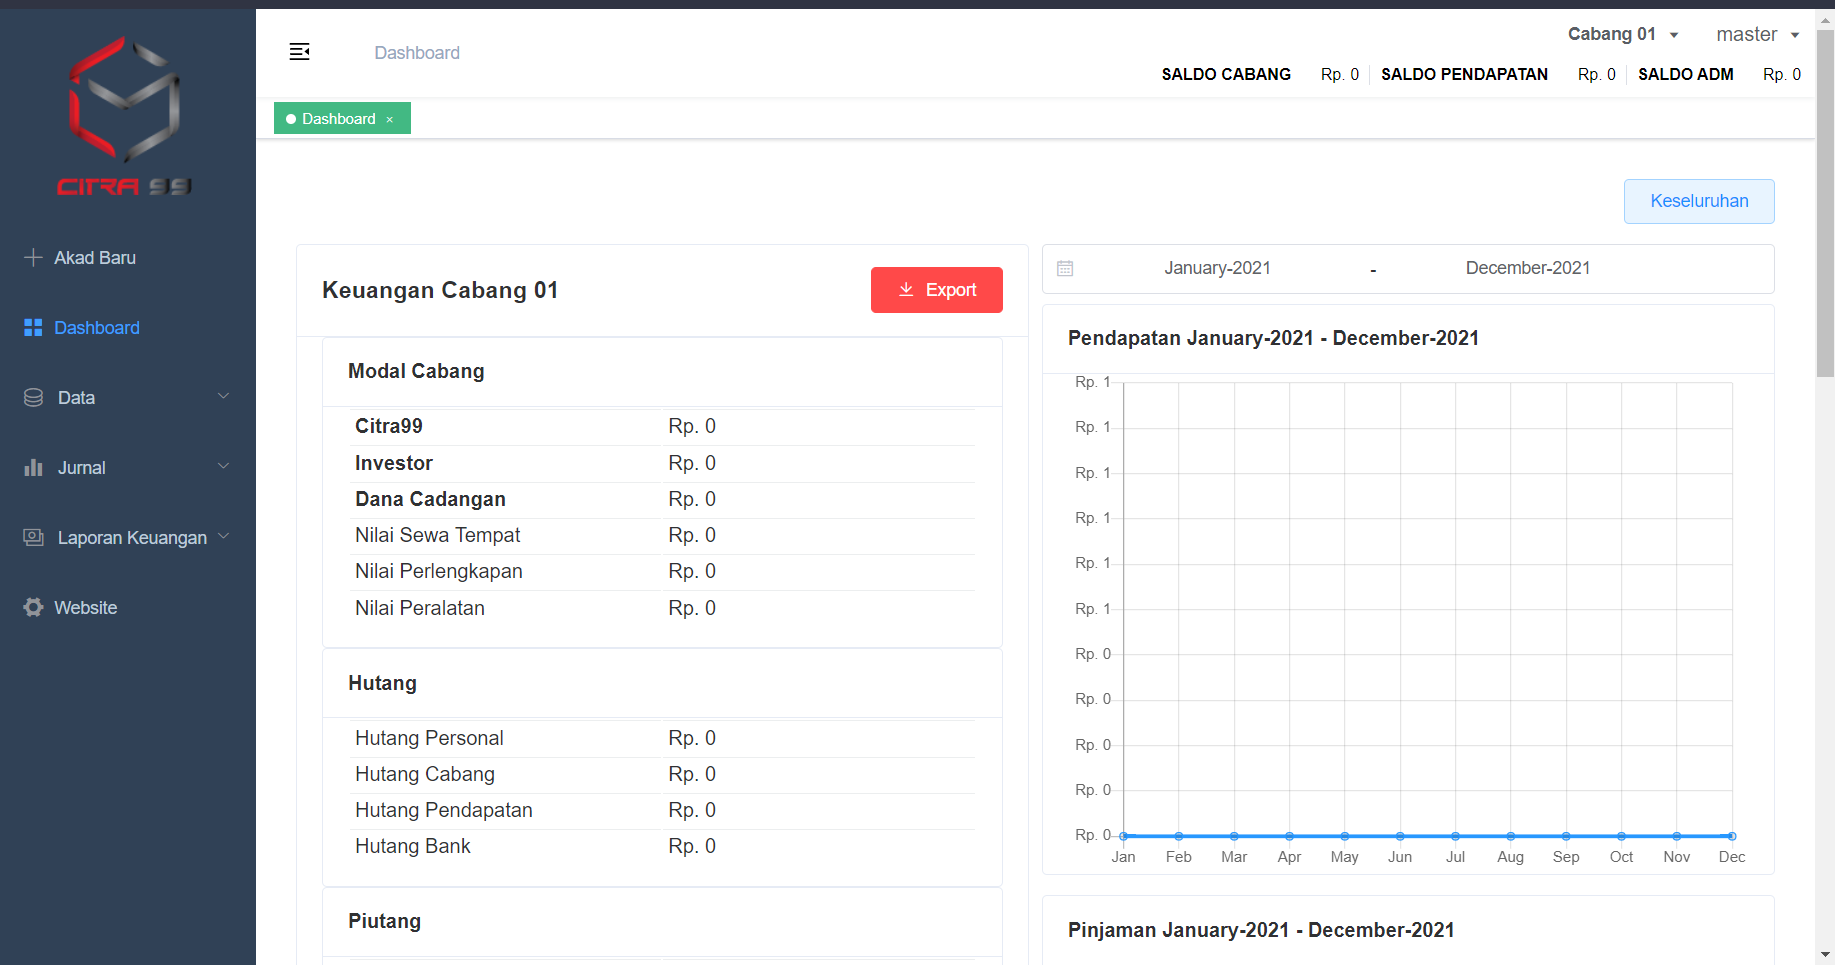 CITRA 99
Akad Baru
Dashboard
Data
Jurnal
Laporan Keuangan
Website
Dashboard
Cabang 01
master
SALDO CABANG Rp. 0 SALDO PENDAPATAN Rp. 0 SALDO ADM Rp. 0
Dashboard ×
Keseluruhan
Keuangan Cabang 01
Export
Modal Cabang
Citra99 Rp. 0
Investor Rp. 0
Dana Cadangan Rp. 0
Nilai Sewa Tempat Rp. 0
Nilai Perlengkapan Rp. 0
Nilai Peralatan Rp. 0
Hutang
Hutang Personal Rp. 0
Hutang Cabang Rp. 0
Hutang Pendapatan Rp. 0
Hutang Bank Rp. 0
Piutang
January-2021 - December-2021
Pendapatan January-2021 - December-2021
Rp. 1
Rp. 1
Rp. 1
Rp. 1
Rp. 1
Rp. 1
Rp. 0
Rp. 0
Rp. 0
Rp. 0
Rp. 0
Jan Feb Mar Apr May Jun Jul Aug Sep Oct Nov Dec
Pinjaman January-2021 - December-2021